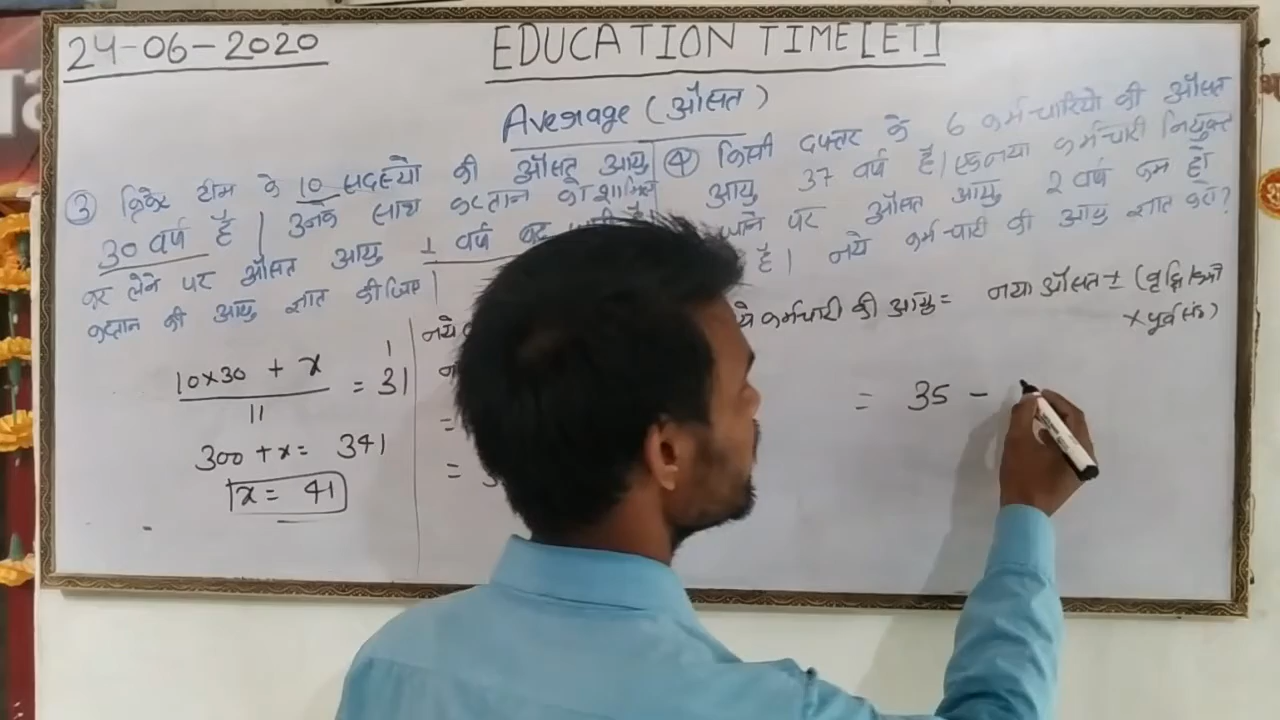 24-06-2020
EDUCATION TIME[ET]
Average (औसत)
③ क्रिकेट टीम के 10 सदस्यो की औसत आयु
30 वर्ष है। उनके साथ कप्तान को शामिल
कर लेने पर औसत आयु 1 वर्ष बढ़
कप्तान की आयु ज्ञात कीजिए।
10×30 + x
= 31
11
300 + x = 341
x = 41
④ किसी दफ्तर के 6 कर्मचारियो की औसत
आयु 37 वर्ष है। एक नया कर्मचारी नियुक्त
जाने पर औसत आयु 2 वर्ष कम हो
है। नये कर्मचारी की आयु ज्ञात करो?
कर्मचारी की आयु = नया औसत ± (वृद्धि/कमी
× पूर्व सं०)
= 35 -
नये
=
=